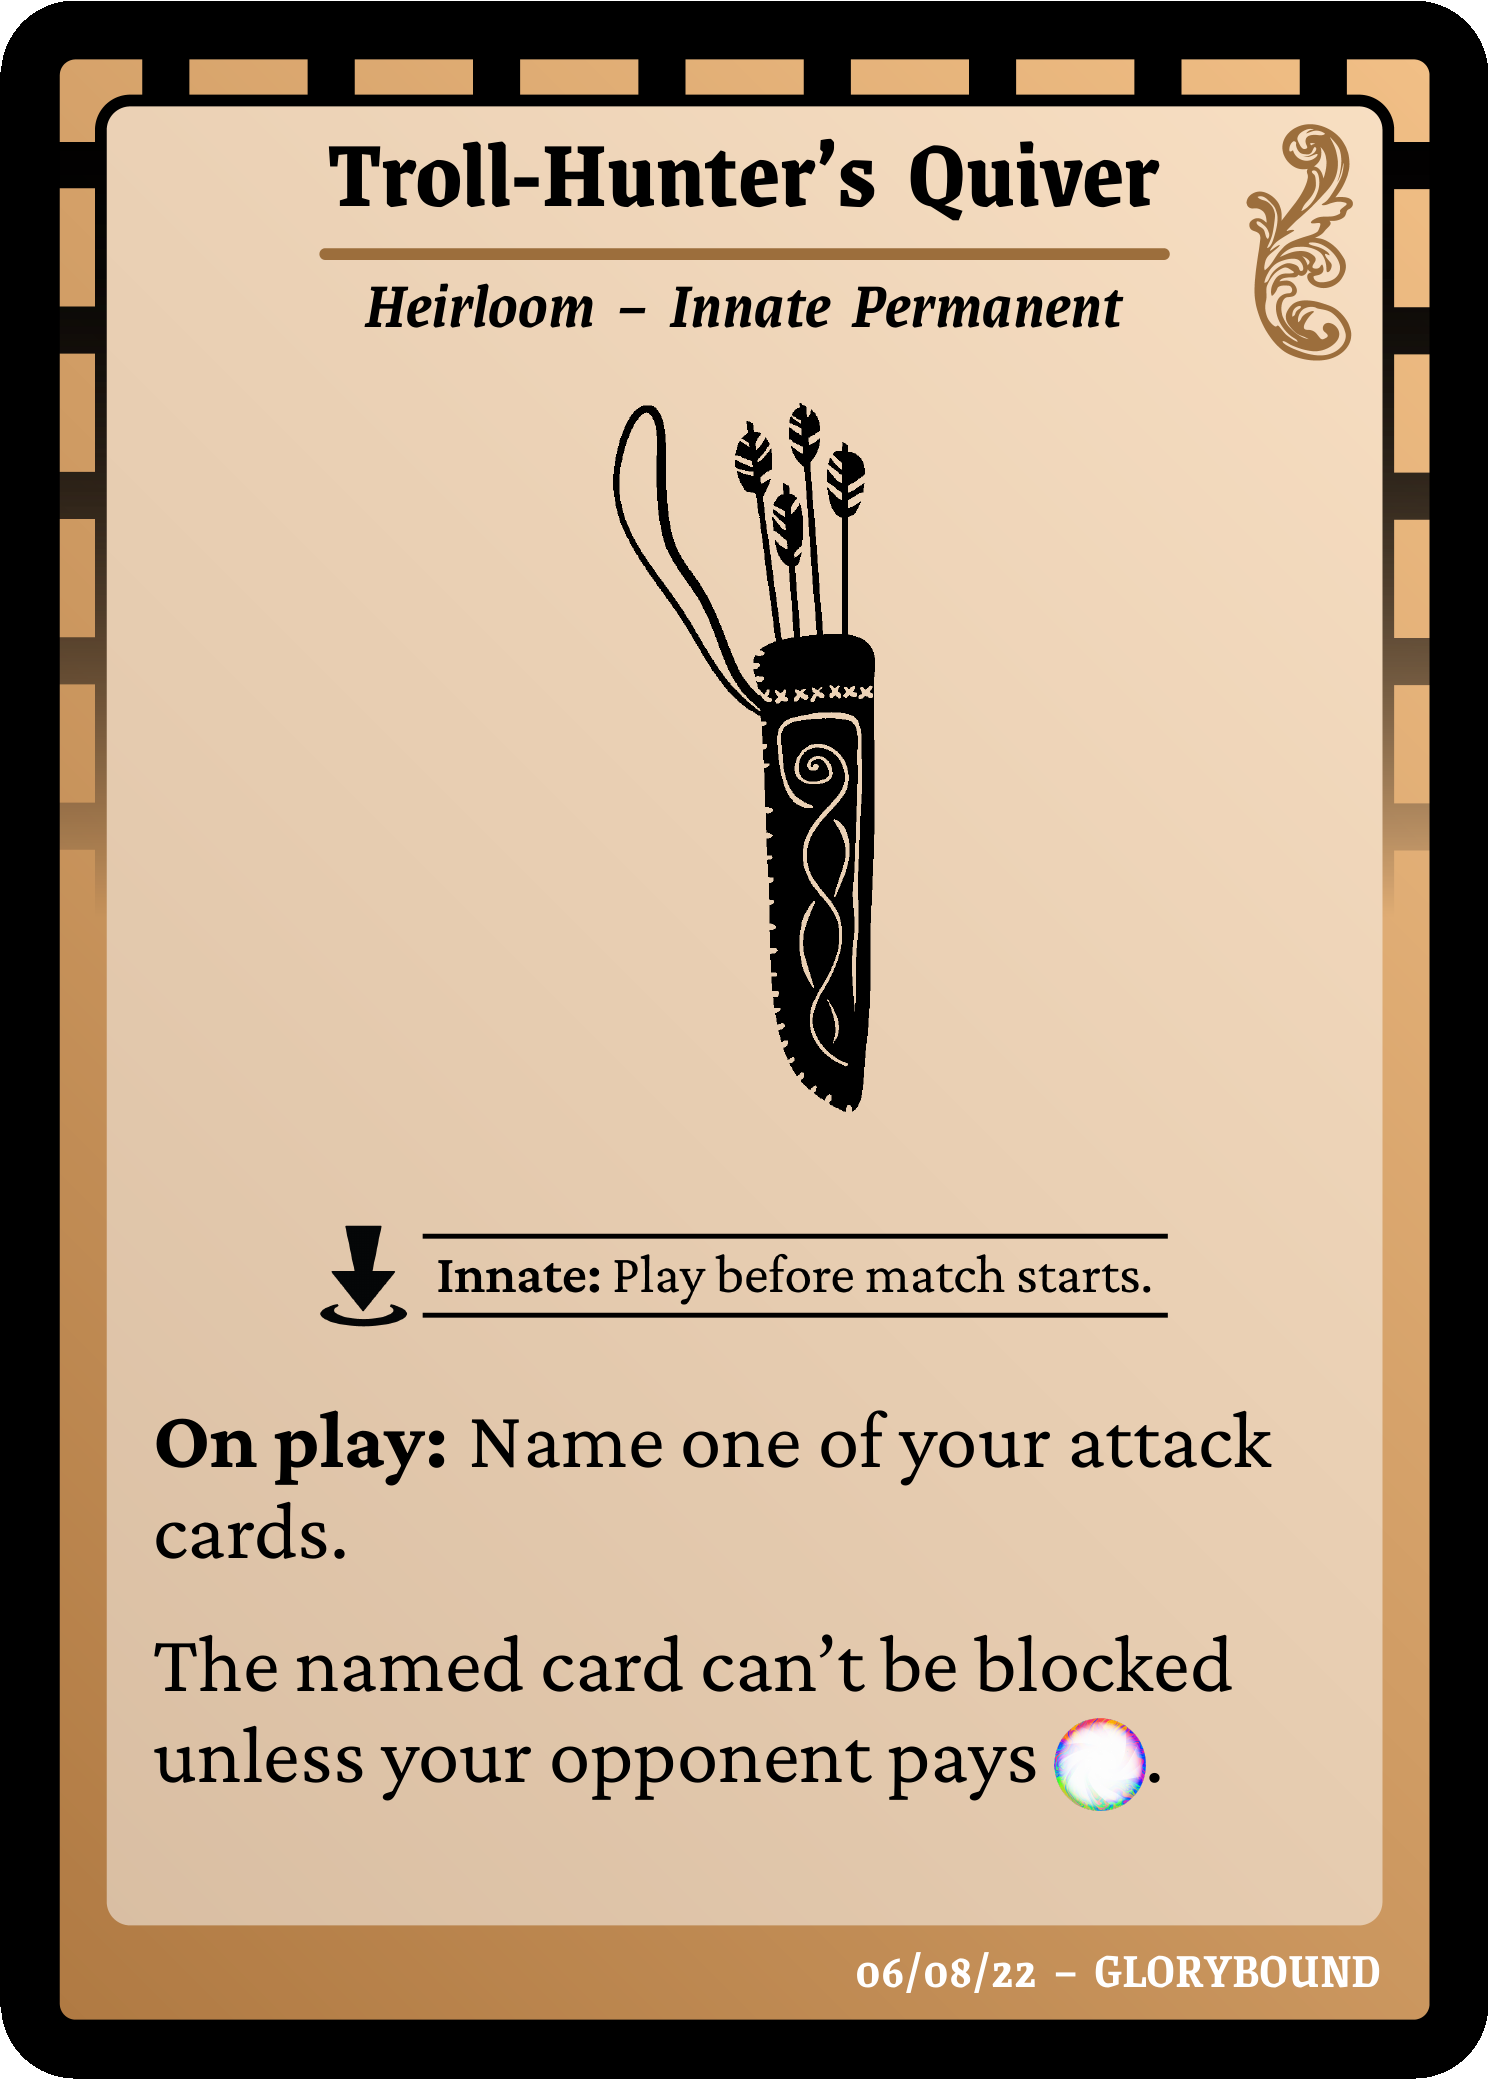 Troll-Hunter’s Quiver
Heirloom – Innate Permanent
Innate: Play before match starts.
On play: Name one of your attack
cards.
The named card can’t be blocked
unless your opponent pays .
06/08/22 – GLORYBOUND